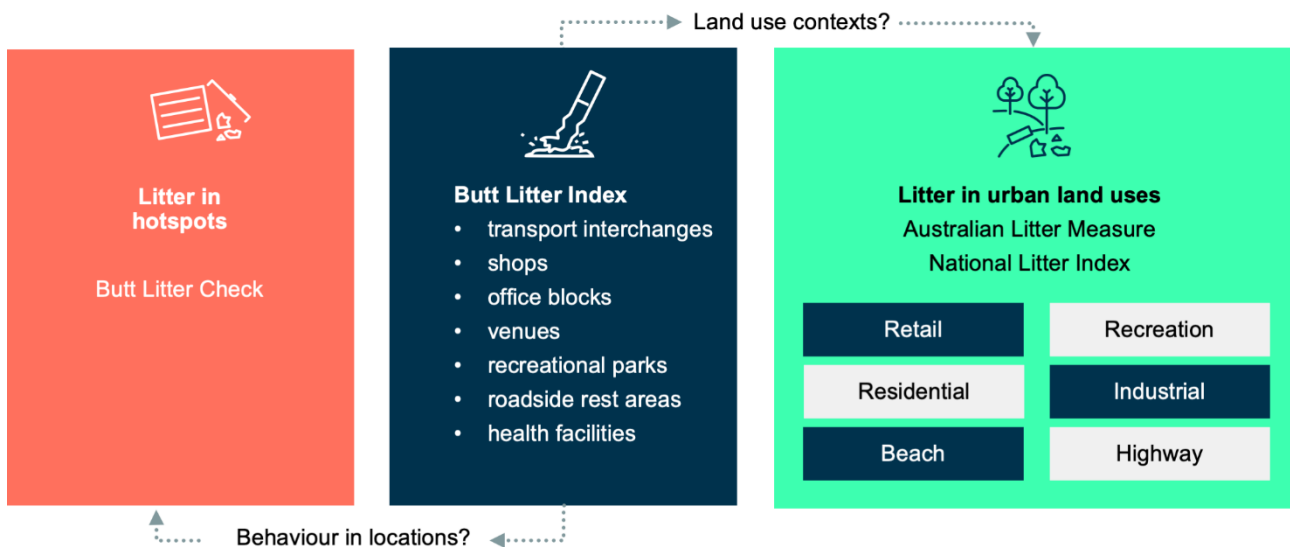 Land use contexts?
Litter in
hotspots
Butt Litter Check
Butt Litter Index
• transport interchanges
• shops
• office blocks
• venues
• recreational parks
• roadside rest areas
• health facilities
Litter in urban land uses
Australian Litter Measure
National Litter Index
Retail
Recreation
Residential
Industrial
Beach
Highway
Behaviour in locations?